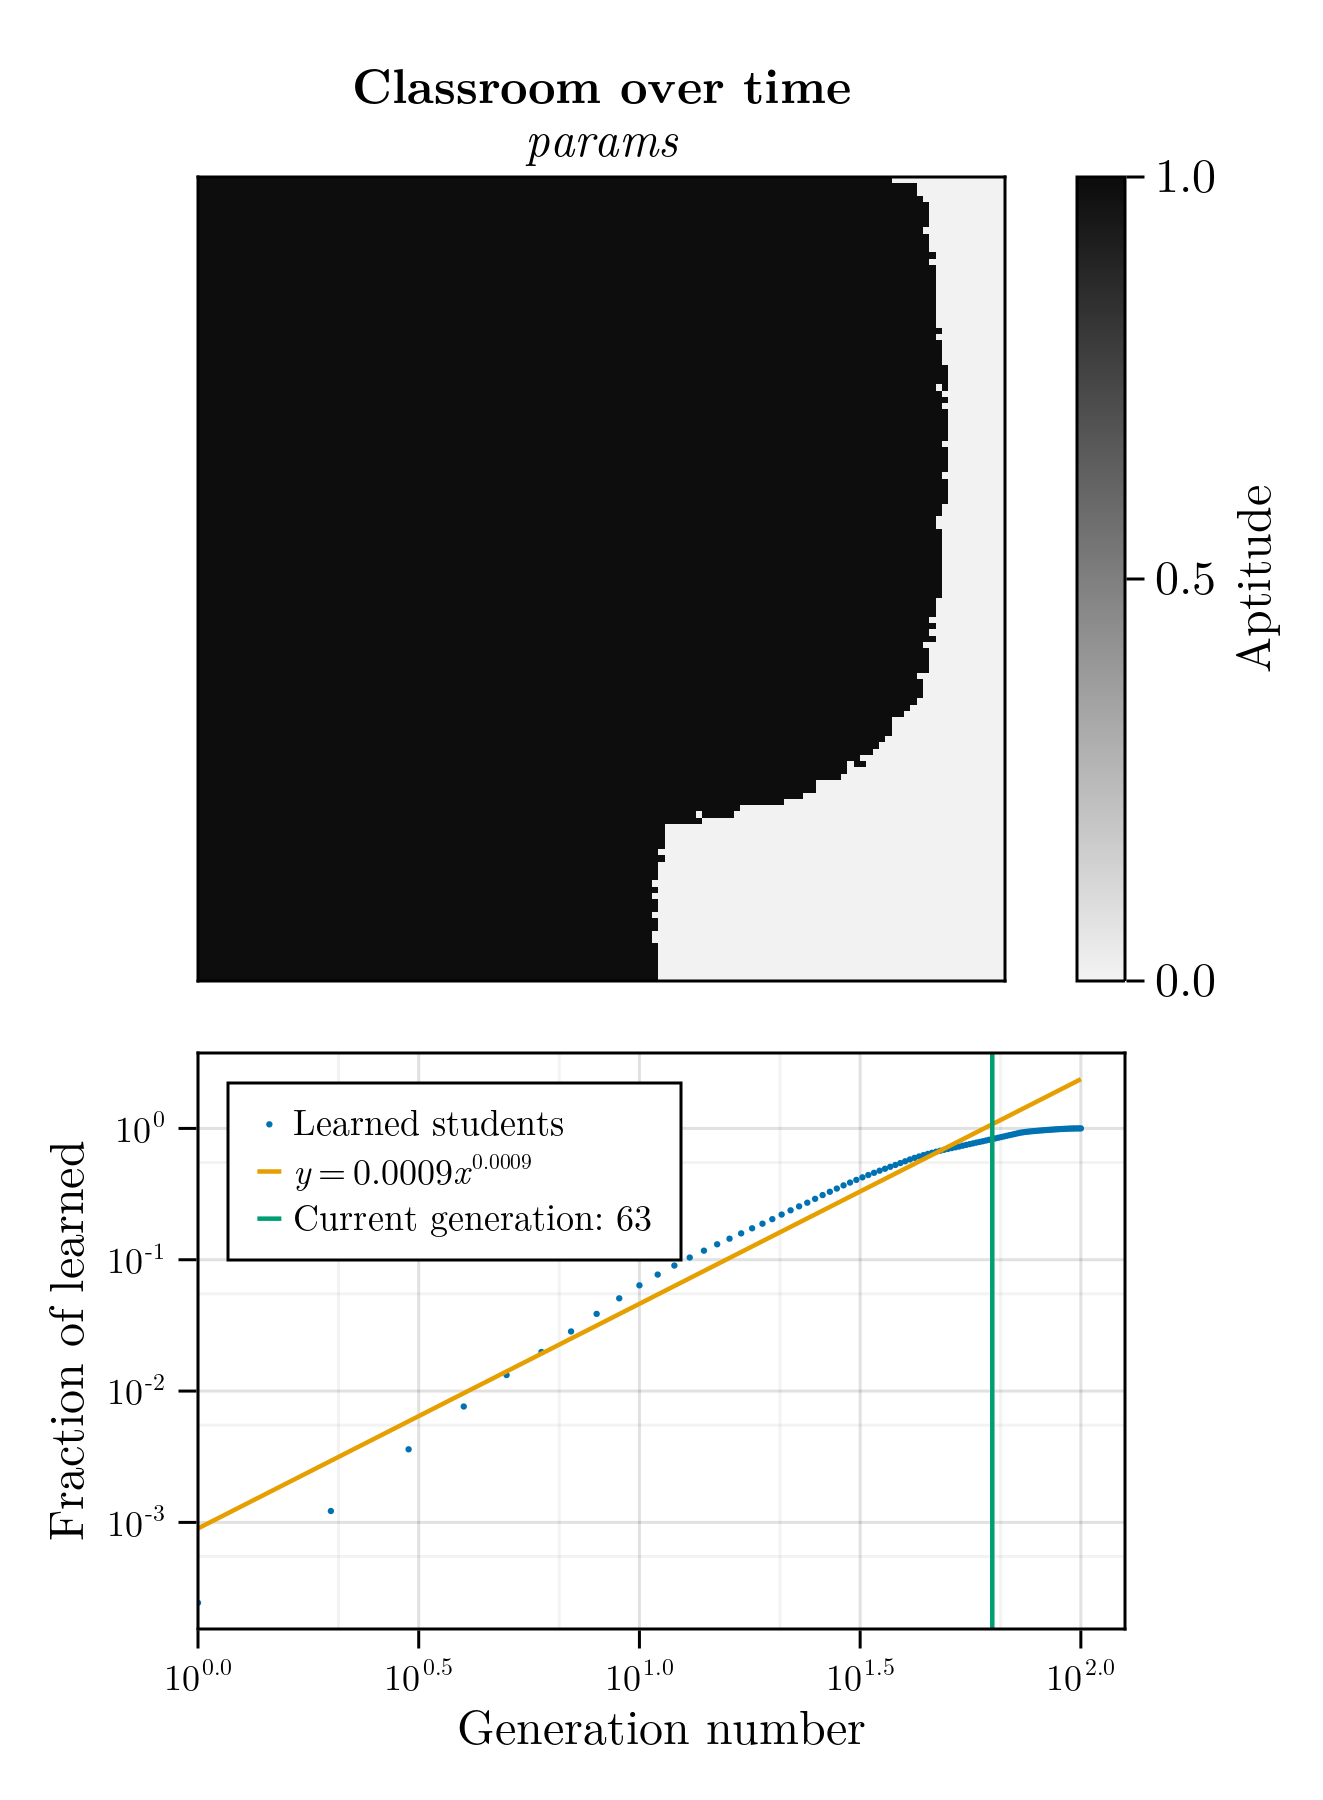 Classroom over time
params
1.0
0.5
0.0
Aptitude
Learned students
y = 0.0009x^{0.0009}
Current generation: 63
10^{0}
10^{-1}
10^{-2}
10^{-3}
Fraction of learned
10^{0.0} 10^{0.5} 10^{1.0} 10^{1.5} 10^{2.0}
Generation number